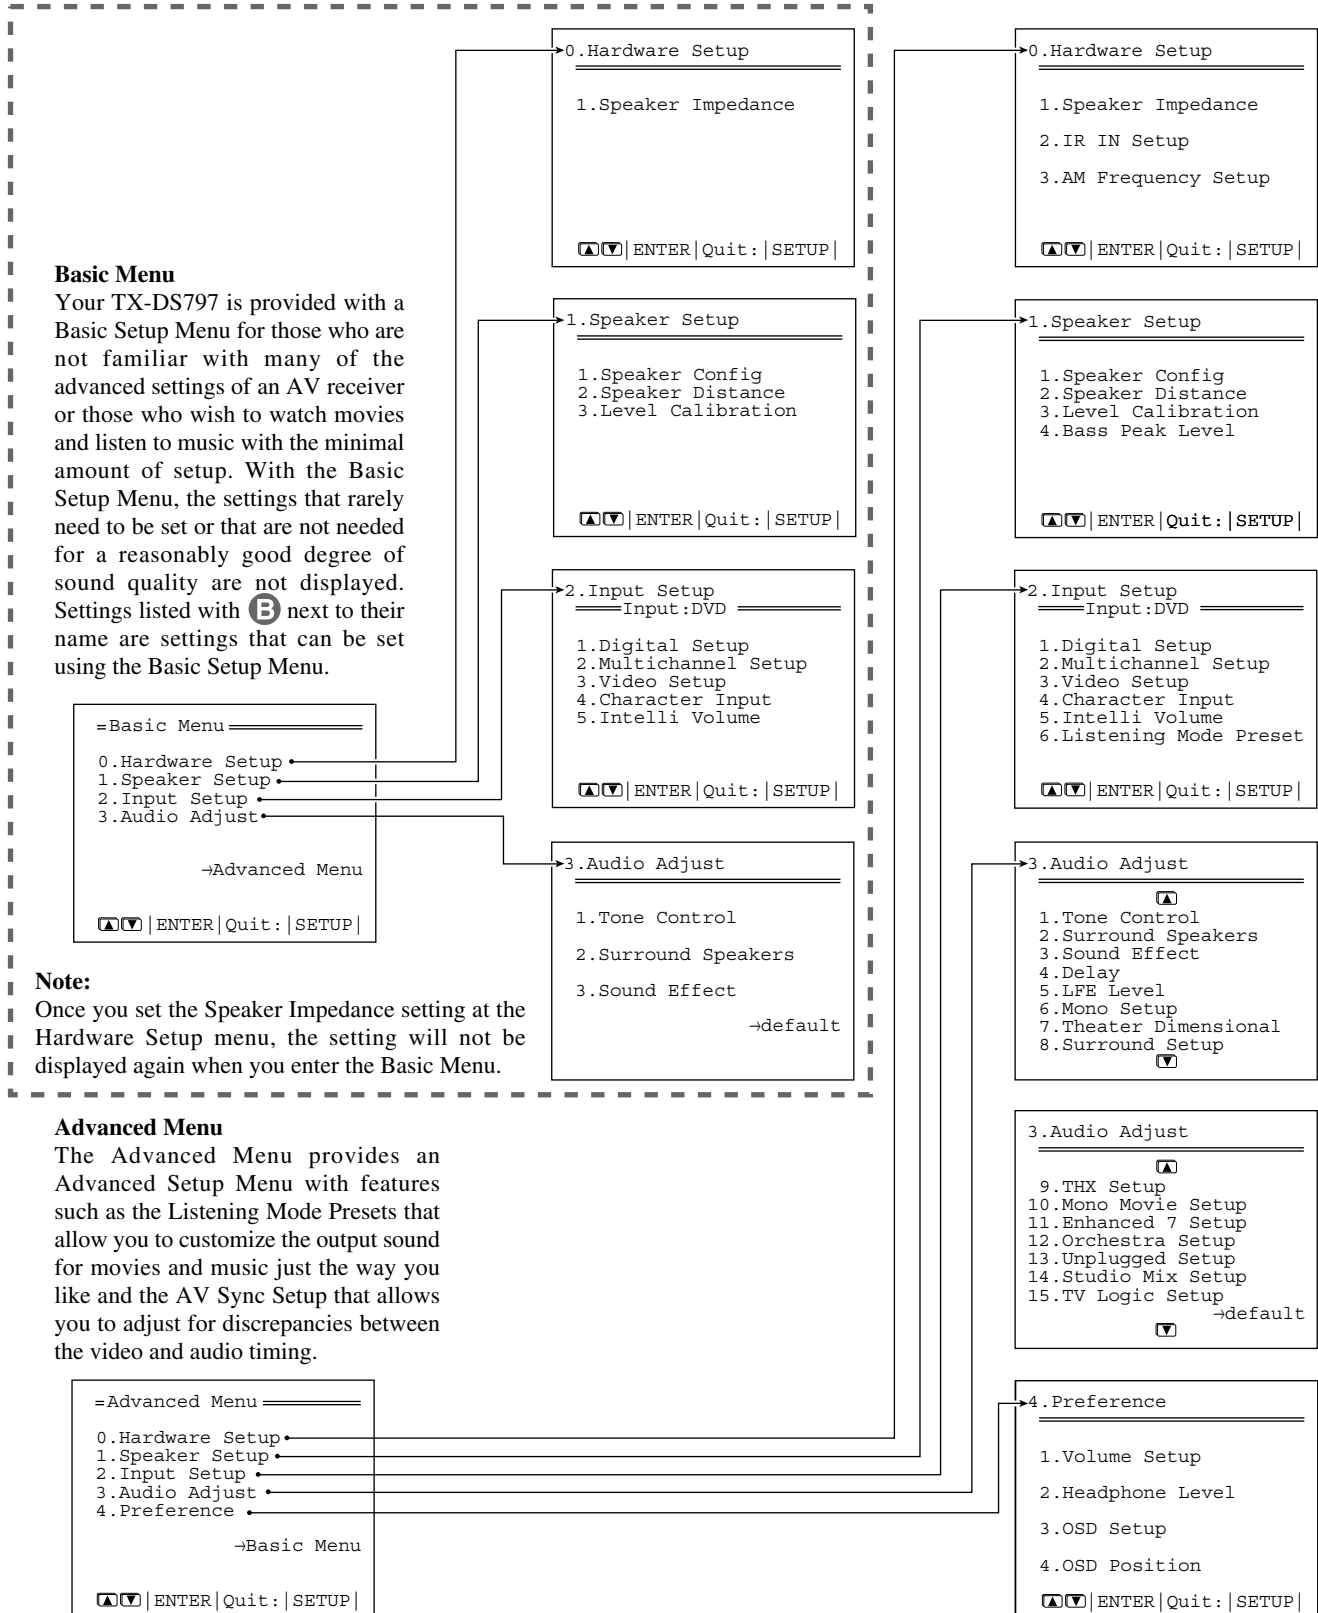 Basic Menu
Your TX-DS797 is provided with a
Basic Setup Menu for those who are
not familiar with many of the
advanced settings of an AV receiver
or those who wish to watch movies
and listen to music with the minimal
amount of setup. With the Basic
Setup Menu, the settings that rarely
need to be set or that are not needed
for a reasonably good degree of
sound quality are not displayed.
Settings listed with B next to their
name are settings that can be set
using the Basic Setup Menu.
=Basic Menu
0.Hardware Setup
1.Speaker Setup
2.Input Setup
3.Audio Adjust
→Advanced Menu
▲▼|ENTER|Quit:|SETUP|
Note:
Once you set the Speaker Impedance setting at the
Hardware Setup menu, the setting will not be
displayed again when you enter the Basic Menu.
0.Hardware Setup
1.Speaker Impedance
▲▼|ENTER|Quit:|SETUP|
1.Speaker Setup
1.Speaker Config
2.Speaker Distance
3.Level Calibration
▲▼|ENTER|Quit:|SETUP|
2.Input Setup
Input:DVD
1.Digital Setup
2.Multichannel Setup
3.Video Setup
4.Character Input
5.Intelli Volume
▲▼|ENTER|Quit:|SETUP|
3.Audio Adjust
1.Tone Control
2.Surround Speakers
3.Sound Effect
→default
Advanced Menu
The Advanced Menu provides an
Advanced Setup Menu with features
such as the Listening Mode Presets that
allow you to customize the output sound
for movies and music just the way you
like and the AV Sync Setup that allows
you to adjust for discrepancies between
the video and audio timing.
=Advanced Menu
0.Hardware Setup
1.Speaker Setup
2.Input Setup
3.Audio Adjust
4.Preference
→Basic Menu
▲▼|ENTER|Quit:|SETUP|
0.Hardware Setup
1.Speaker Impedance
2.IR IN Setup
3.AM Frequency Setup
▲▼|ENTER|Quit:|SETUP|
1.Speaker Setup
1.Speaker Config
2.Speaker Distance
3.Level Calibration
4.Bass Peak Level
▲▼|ENTER|Quit:|SETUP|
2.Input Setup
Input:DVD
1.Digital Setup
2.Multichannel Setup
3.Video Setup
4.Character Input
5.Intelli Volume
6.Listening Mode Preset
▲▼|ENTER|Quit:|SETUP|
3.Audio Adjust
▲
1.Tone Control
2.Surround Speakers
3.Sound Effect
4.Delay
5.LFE Level
6.Mono Setup
7.Theater Dimensional
8.Surround Setup
▼
3.Audio Adjust
▲
9.THX Setup
10.Mono Movie Setup
11.Enhanced 7 Setup
12.Orchestra Setup
13.Unplugged Setup
14.Studio Mix Setup
15.TV Logic Setup
→default
▼
4.Preference
1.Volume Setup
2.Headphone Level
3.OSD Setup
4.OSD Position
▲▼|ENTER|Quit:|SETUP|